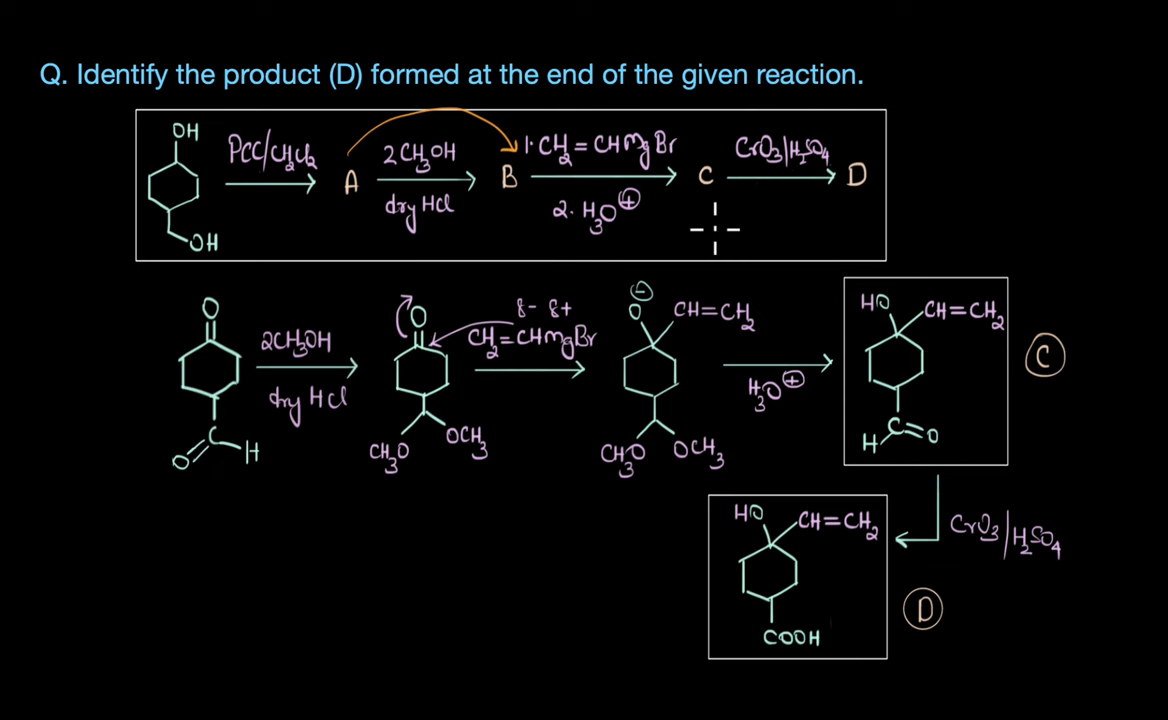 Q. Identify the product (D) formed at the end of the given reaction.
OH
PCC/CH₂Cl₂
A
2CH₃OH
dry HCl
B
1. CH₂=CHMgBr
2. H₃O⊕
C
CrO₃/H₂SO₄
D
OH
O
2CH₃OH
dry HCl
C
O
H
O
δ- δ+
CH₂=CHMgBr
CH₃O
OCH₃
⊖
O
CH=CH₂
H₃O⊕
CH₃O
OCH₃
HO
CH=CH₂
C
H
C=O
CrO₃/H₂SO₄
HO
CH=CH₂
D
COOH